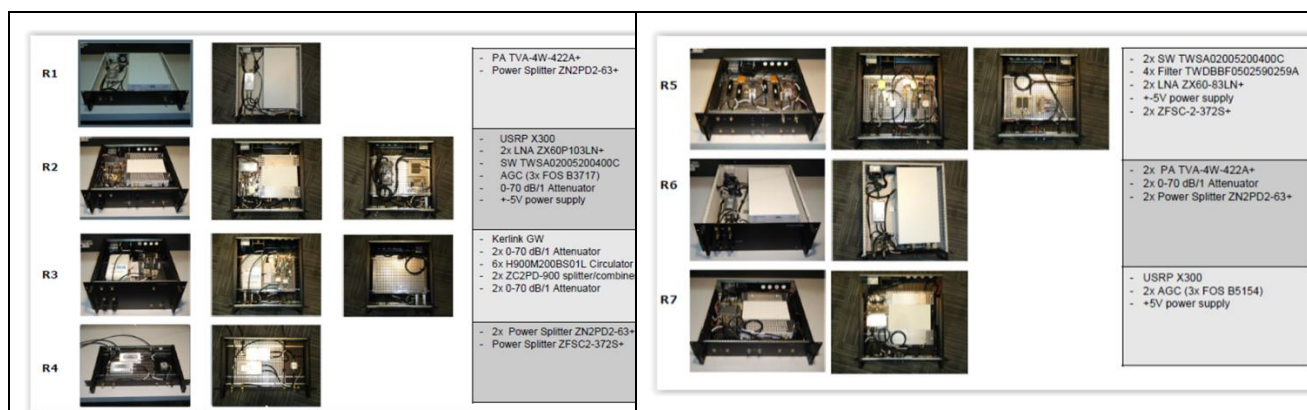 R1
- PA TVA-4W-422A+
- Power Splitter ZN2PD2-63+
R2
- USRP X300
- 2x LNA ZX60P103LN+
- SW TWSA02005200400C
- AGC (3x FOS B3717)
- 0-70 dB/1 Attenuator
- +-5V power supply
R3
- Kerlink GW
- 2x 0-70 dB/1 Attenuator
- 6x H900M200BS01L Circulator
- 2x ZC2PD-900 splitter/combine
- 2x 0-70 dB/1 Attenuator
R4
- 2x Power Splitter ZN2PD2-63+
- Power Splitter ZFSC2-372S+
R5
- 2x SW TWSA02005200400C
- 4x Filter TWDBBF0502590259A
- 2x LNA ZX60-83LN+
- +-5V power supply
- 2x ZFSC-2-372S+
R6
- 2x PA TVA-4W-422A+
- 2x 0-70 dB/1 Attenuator
- 2x Power Splitter ZN2PD2-63+
R7
- USRP X300
- 2x AGC (3x FOS B5154)
- +5V power supply